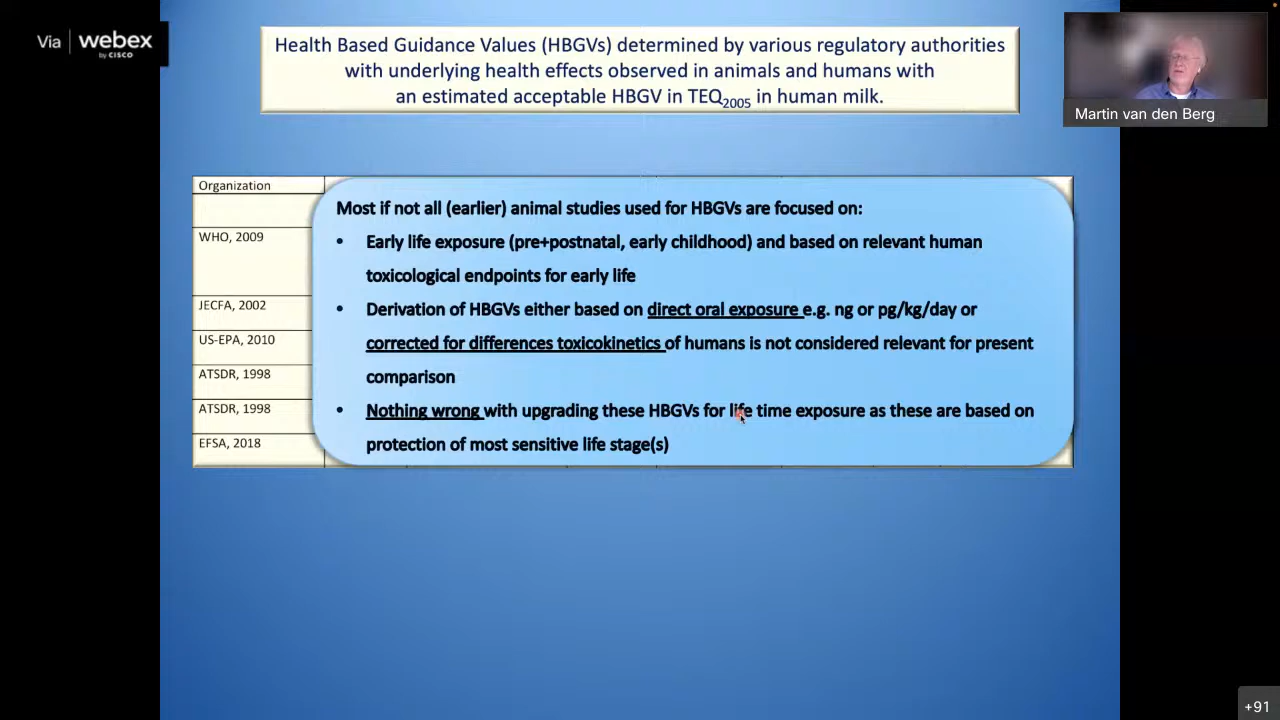 Via webex
by CISCO
Health Based Guidance Values (HBGVs) determined by various regulatory authorities
with underlying health effects observed in animals and humans with
an estimated acceptable HBGV in TEQ2005 in human milk.
Martin van den Berg
Organization
WHO, 2009
JECFA, 2002
US-EPA, 2010
ATSDR, 1998
ATSDR, 1998
EFSA, 2018
Most if not all (earlier) animal studies used for HBGVs are focused on:
• Early life exposure (pre+postnatal, early childhood) and based on relevant human
toxicological endpoints for early life
• Derivation of HBGVs either based on direct oral exposure e.g. ng or pg/kg/day or
corrected for differences toxicokinetics of humans is not considered relevant for present
comparison
• Nothing wrong with upgrading these HBGVs for life time exposure as these are based on
protection of most sensitive life stage(s)
+91